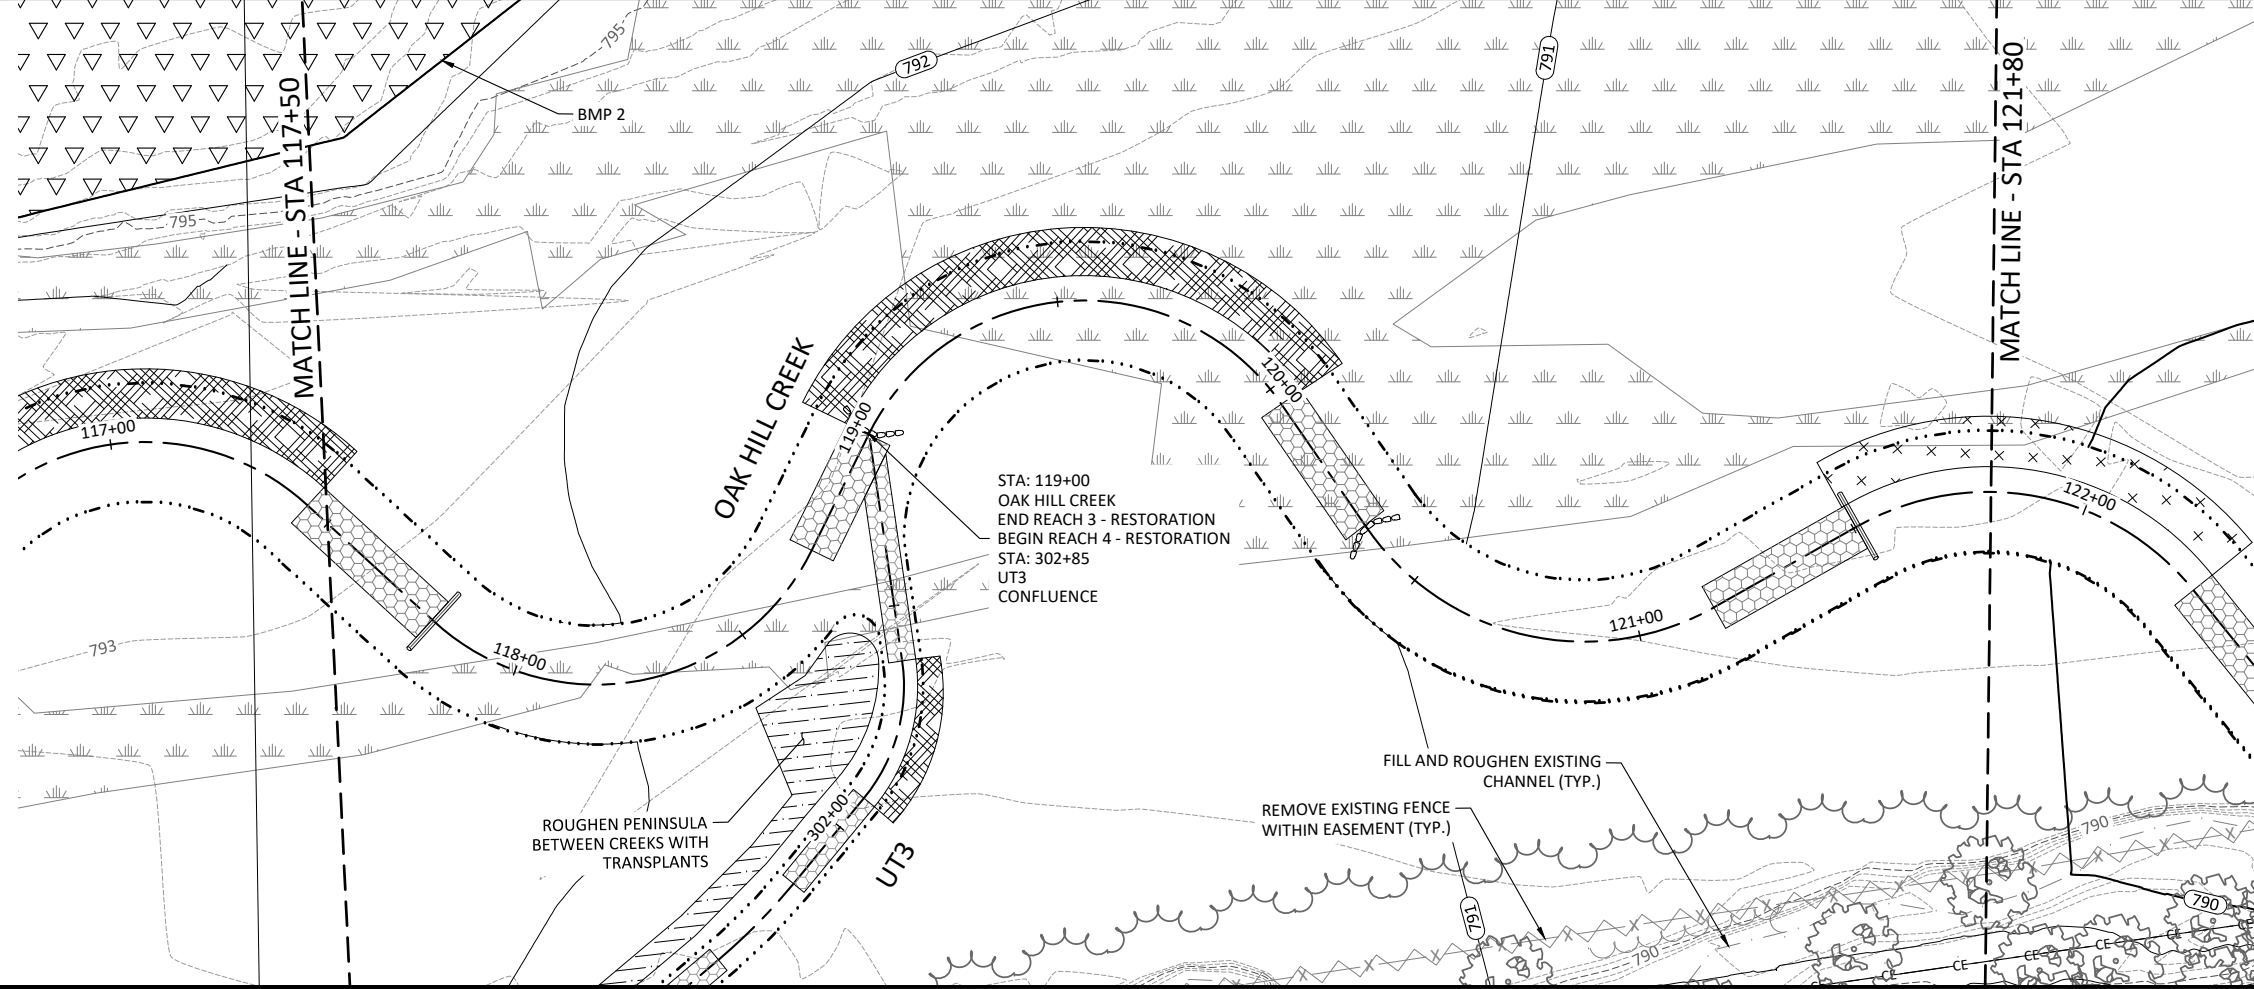 795
792
791
BMP 2
MATCH LINE - STA 117+50
MATCH LINE - STA 121+80
795
OAK HILL CREEK
117+00
119+00
120+00
122+00
STA: 119+00
OAK HILL CREEK
END REACH 3 - RESTORATION
BEGIN REACH 4 - RESTORATION
STA: 302+85
UT3
CONFLUENCE
793
118+00
121+00
FILL AND ROUGHEN EXISTING
CHANNEL (TYP.)
REMOVE EXISTING FENCE
WITHIN EASEMENT (TYP.)
ROUGHEN PENINSULA
BETWEEN CREEKS WITH
TRANSPLANTS
302+00
UT3
790
790
791
790
CE
CE
CE
CE
CE